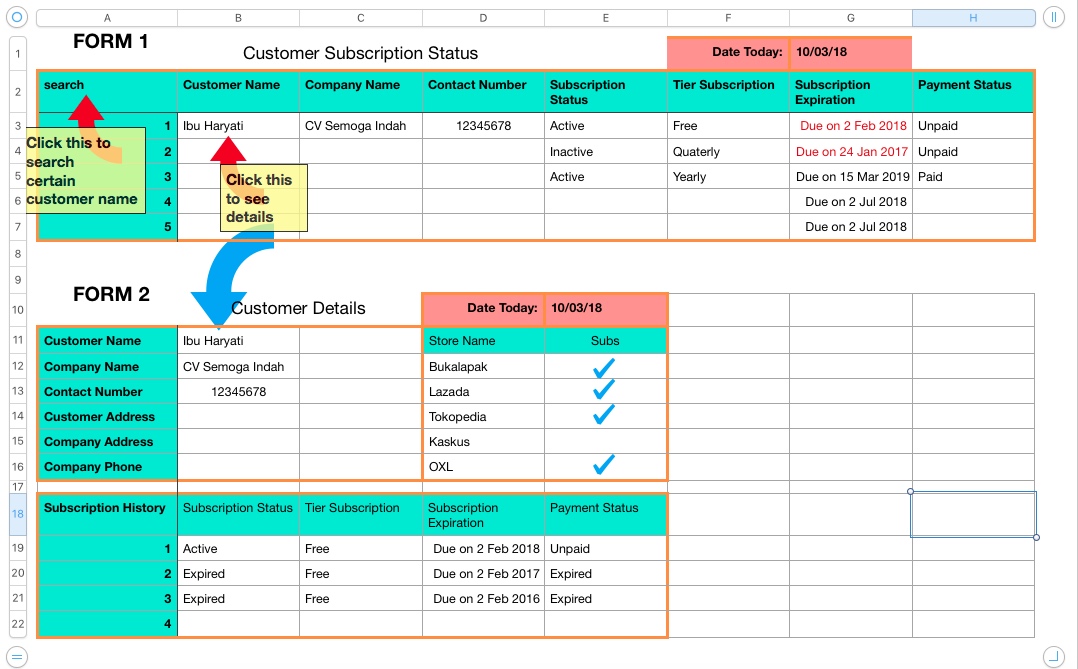 A B C D E F G H
FORM 1
1 Customer Subscription Status Date Today: 10/03/18
2 search Customer Name Company Name Contact Number Subscription Status Tier Subscription Subscription Expiration Payment Status
3 1 Ibu Haryati CV Semoga Indah 12345678 Active Free Due on 2 Feb 2018 Unpaid
4 2 Inactive Quaterly Due on 24 Jan 2017 Unpaid
5 3 Active Yearly Due on 15 Mar 2019 Paid
6 4 Due on 2 Jul 2018
7 5 Due on 2 Jul 2018
Click this to
search
certain
customer name
Click this
to see
details
8
9
FORM 2
10 Customer Details Date Today: 10/03/18
11 Customer Name Ibu Haryati Store Name Subs
12 Company Name CV Semoga Indah Bukalapak
13 Contact Number 12345678 Lazada
14 Customer Address Tokopedia
15 Company Address Kaskus
16 Company Phone OXL
17
18 Subscription History Subscription Status Tier Subscription Subscription Expiration Payment Status
19 1 Active Free Due on 2 Feb 2018 Unpaid
20 2 Expired Free Due on 2 Feb 2017 Expired
21 3 Expired Free Due on 2 Feb 2016 Expired
22 4